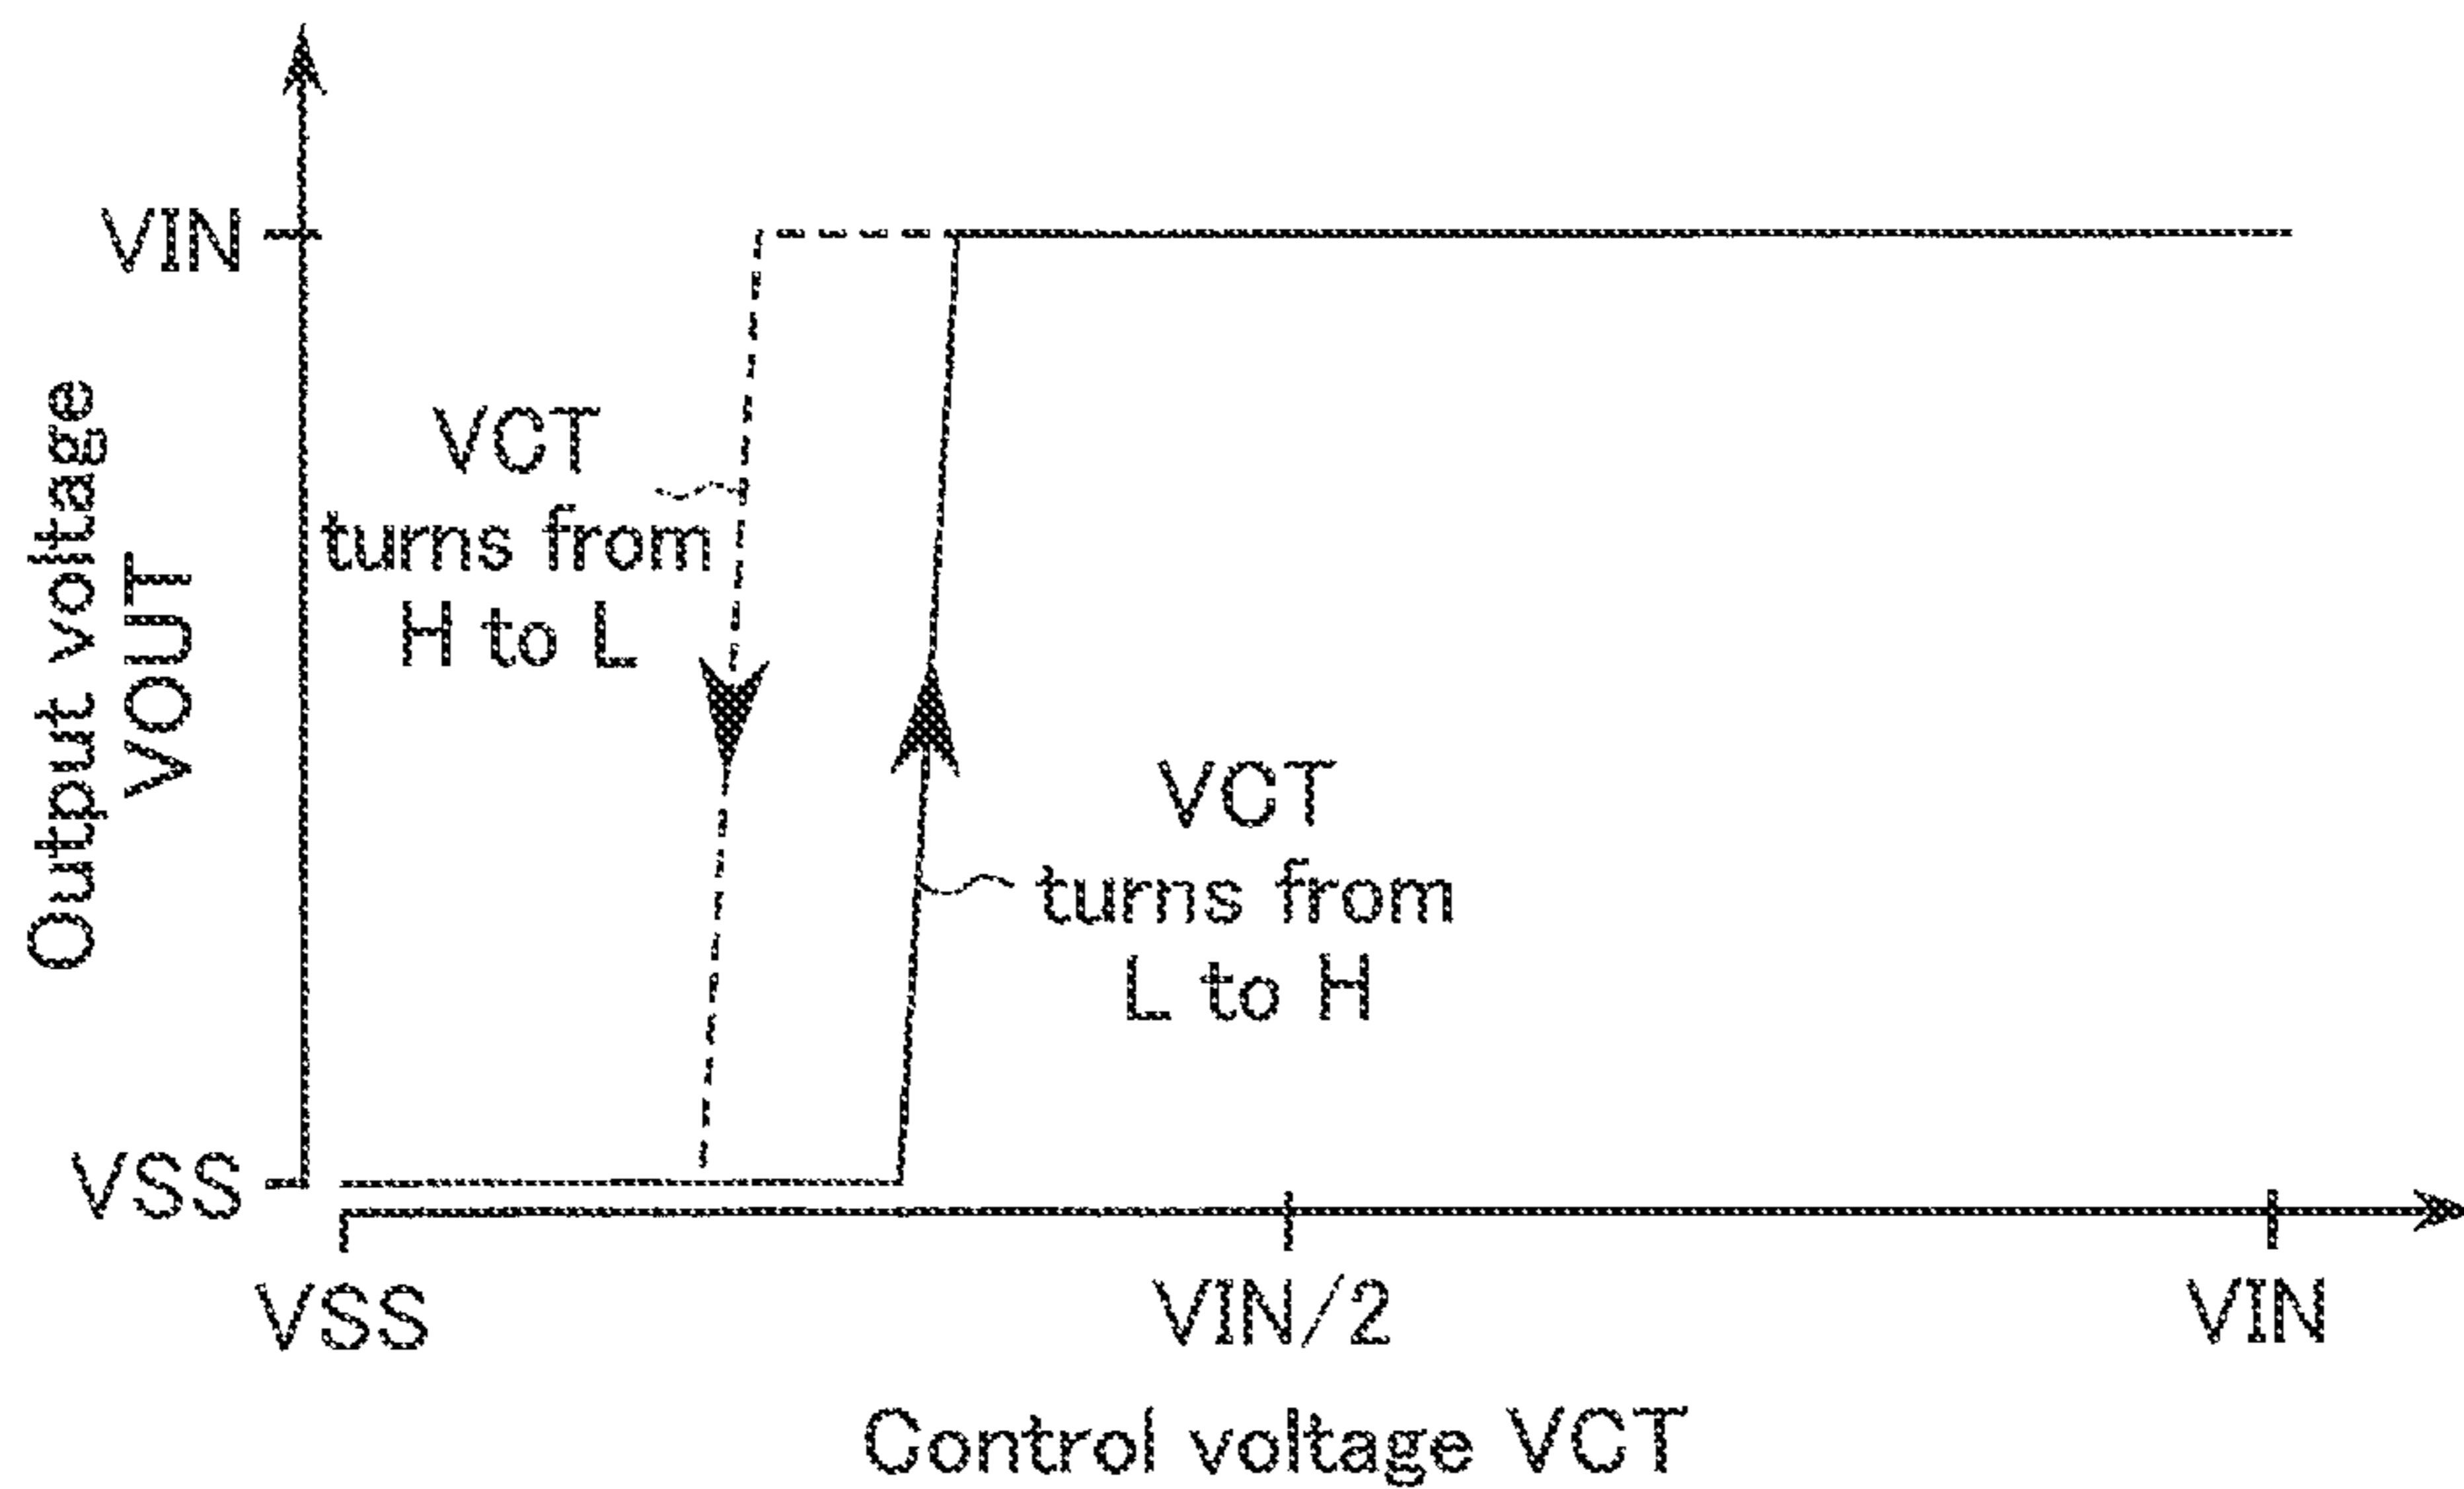 VIN
Output voltage
VOUT
VCT
turns from
H to L
VCT
turns from
L to H
VSS
VSS
VIN/2
VIN
Control voltage VCT